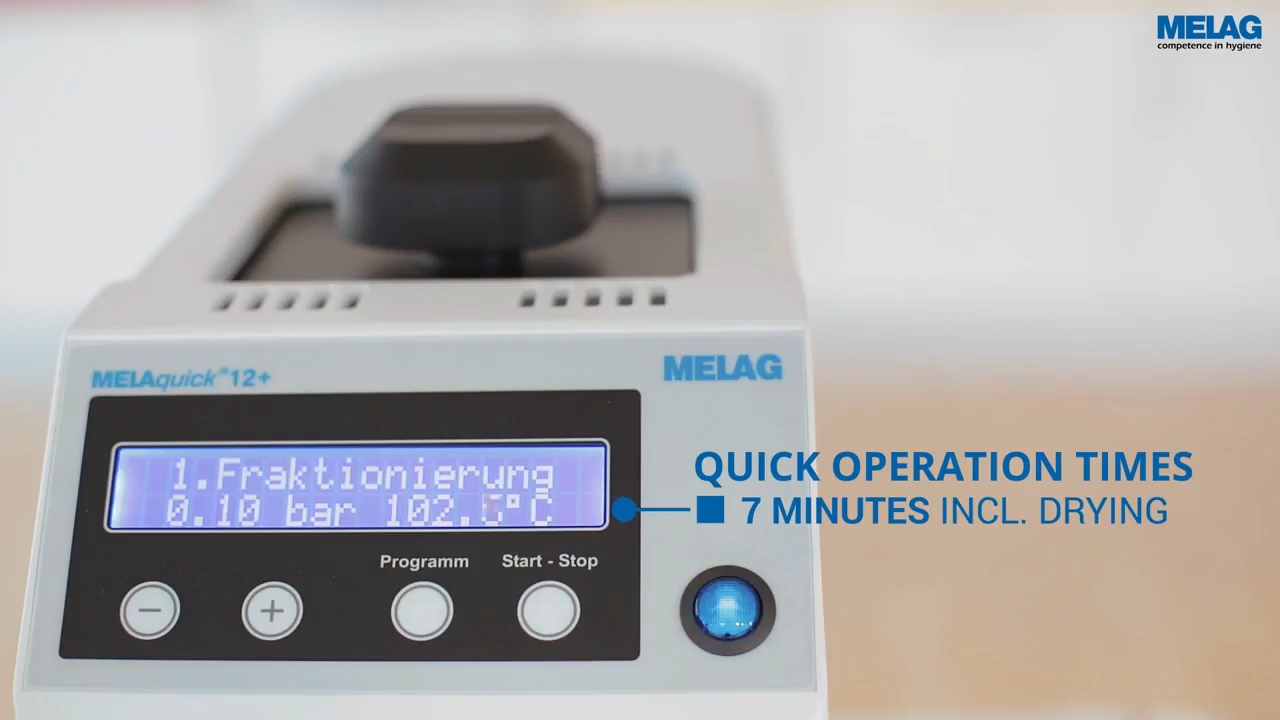 MELAG
competence in hygiene
MELAquick®12+
MELAG
1.Fraktionierung
0.10 bar 102.
QUICK OPERATION TIMES
7 MINUTES INCL. DRYING
Programm
Start - Stop